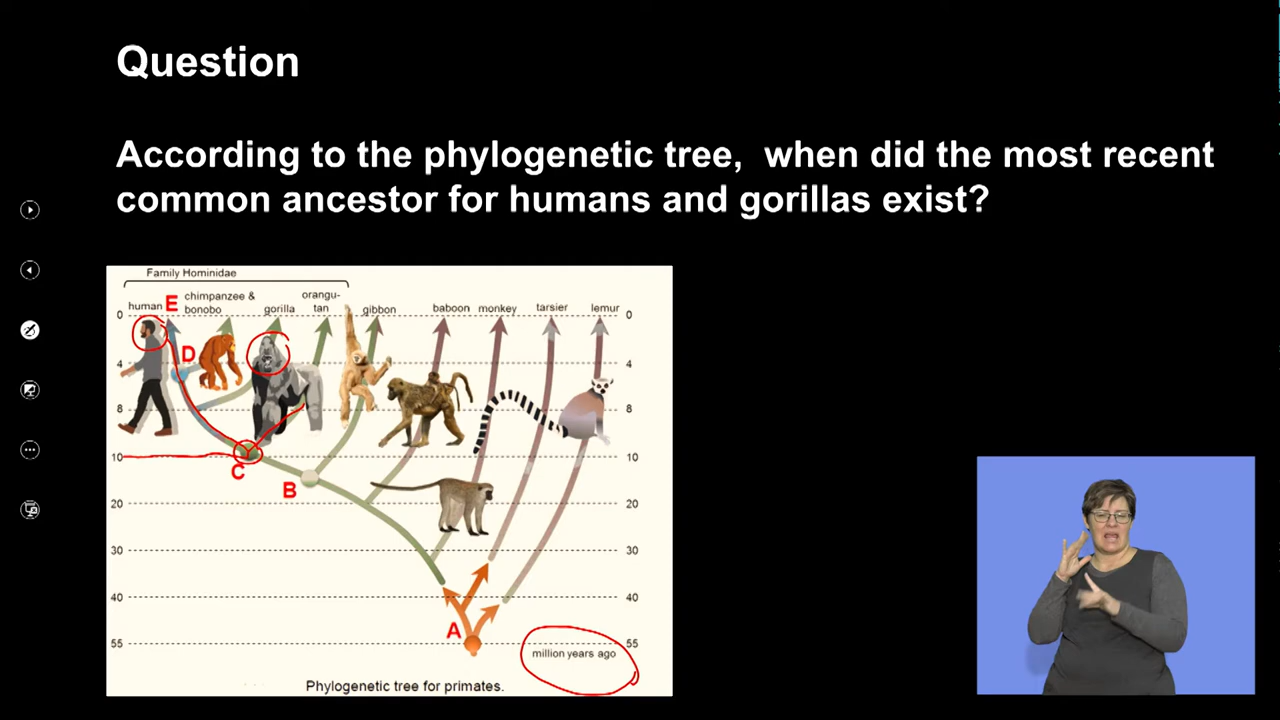 Question
According to the phylogenetic tree, when did the most recent
common ancestor for humans and gorillas exist?
Family Hominidae
human E chimpanzee & bonobo gorilla orangu-tan gibbon baboon monkey tarsier lemur
0 0
D
4 4
8 8
10 10
C
B
20 20
30 30
40 40
A
55 55
million years ago
Phylogenetic tree for primates.